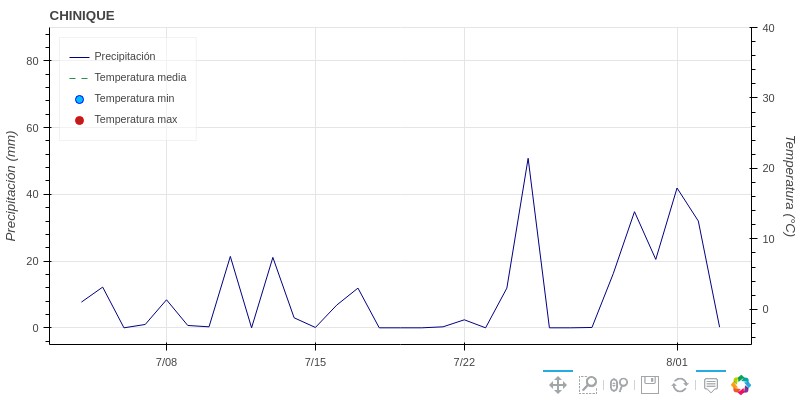 CHINIQUE
Precipitación
Temperatura media
Temperatura min
Temperatura max
Precipitación (mm)
80
60
40
20
0
Temperatura (°C)
40
30
20
10
0
7/08
7/15
7/22
8/01